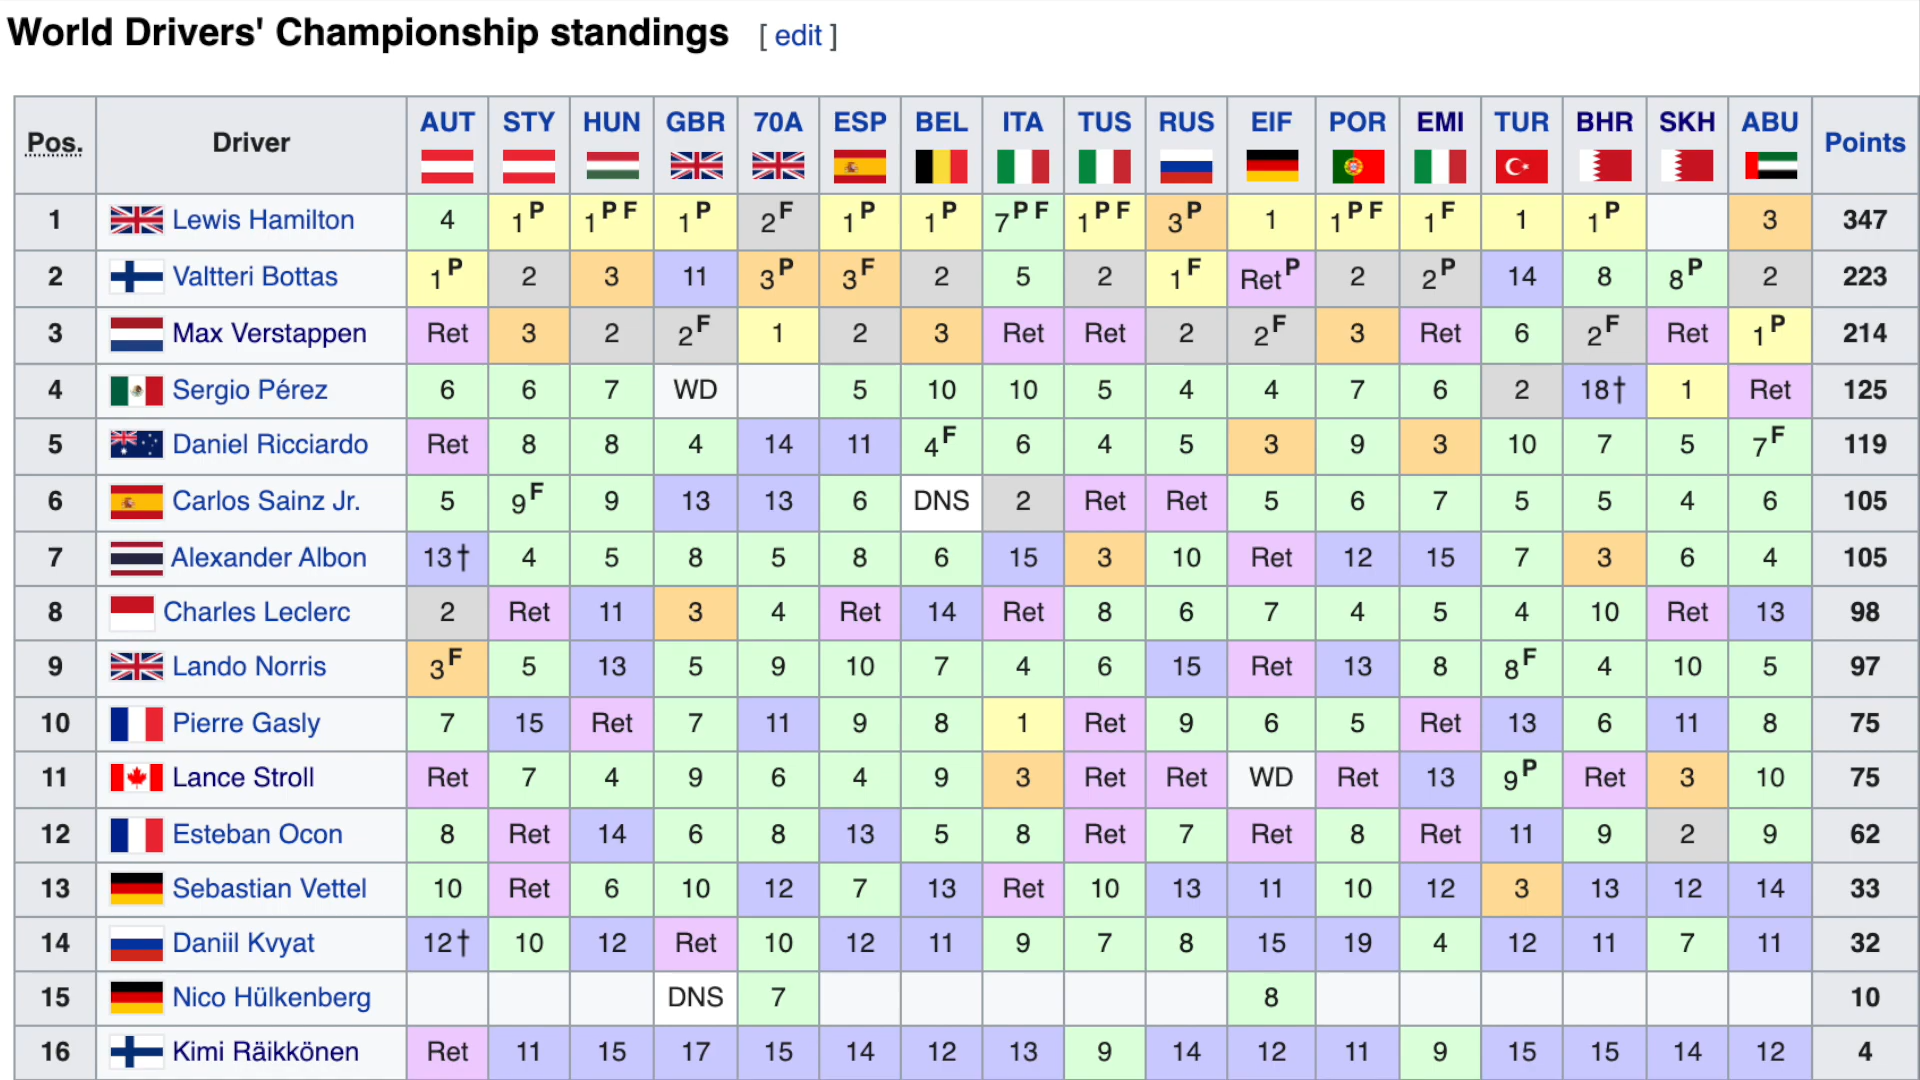 World Drivers' Championship standings [ edit ]
Pos. Driver AUT STY HUN GBR 70A ESP BEL ITA TUS RUS EIF POR EMI TUR BHR SKH ABU Points
1 Lewis Hamilton 4 1 P 1 P F 1 P 2 F 1 P 1 P 7 P F 1 P F 3 P 1 1 P F 1 F 1 1 P 3 347
2 Valtteri Bottas 1 P 2 3 11 3 P 3 F 2 5 2 1 F Ret P 2 2 P 14 8 8 P 2 223
3 Max Verstappen Ret 3 2 2 F 1 2 3 Ret Ret 2 2 F 3 Ret 6 2 F Ret 1 P 214
4 Sergio Pérez 6 6 7 WD 5 10 10 5 4 4 7 6 2 18† 1 Ret 125
5 Daniel Ricciardo Ret 8 8 4 14 11 4 F 6 4 5 3 9 3 10 7 5 7 F 119
6 Carlos Sainz Jr. 5 9 F 9 13 13 6 DNS 2 Ret Ret 5 6 7 5 5 4 6 105
7 Alexander Albon 13† 4 5 8 5 8 6 15 3 10 Ret 12 15 7 3 6 4 105
8 Charles Leclerc 2 Ret 11 3 4 Ret 14 Ret 8 6 7 4 5 4 10 Ret 13 98
9 Lando Norris 3 F 5 13 5 9 10 7 4 6 15 Ret 13 8 8 F 4 10 5 97
10 Pierre Gasly 7 15 Ret 7 11 9 8 1 Ret 9 6 5 Ret 13 6 11 8 75
11 Lance Stroll Ret 7 4 9 6 4 9 3 Ret Ret WD Ret 13 9 P Ret 3 10 75
12 Esteban Ocon 8 Ret 14 6 8 13 5 8 Ret 7 Ret 8 Ret 11 9 2 9 62
13 Sebastian Vettel 10 Ret 6 10 12 7 13 Ret 10 13 11 10 12 3 13 12 14 33
14 Daniil Kvyat 12† 10 12 Ret 10 12 11 9 7 8 15 19 4 12 11 7 11 32
15 Nico Hülkenberg DNS 7 8 10
16 Kimi Räikkönen Ret 11 15 17 15 14 12 13 9 14 12 11 9 15 15 14 12 4